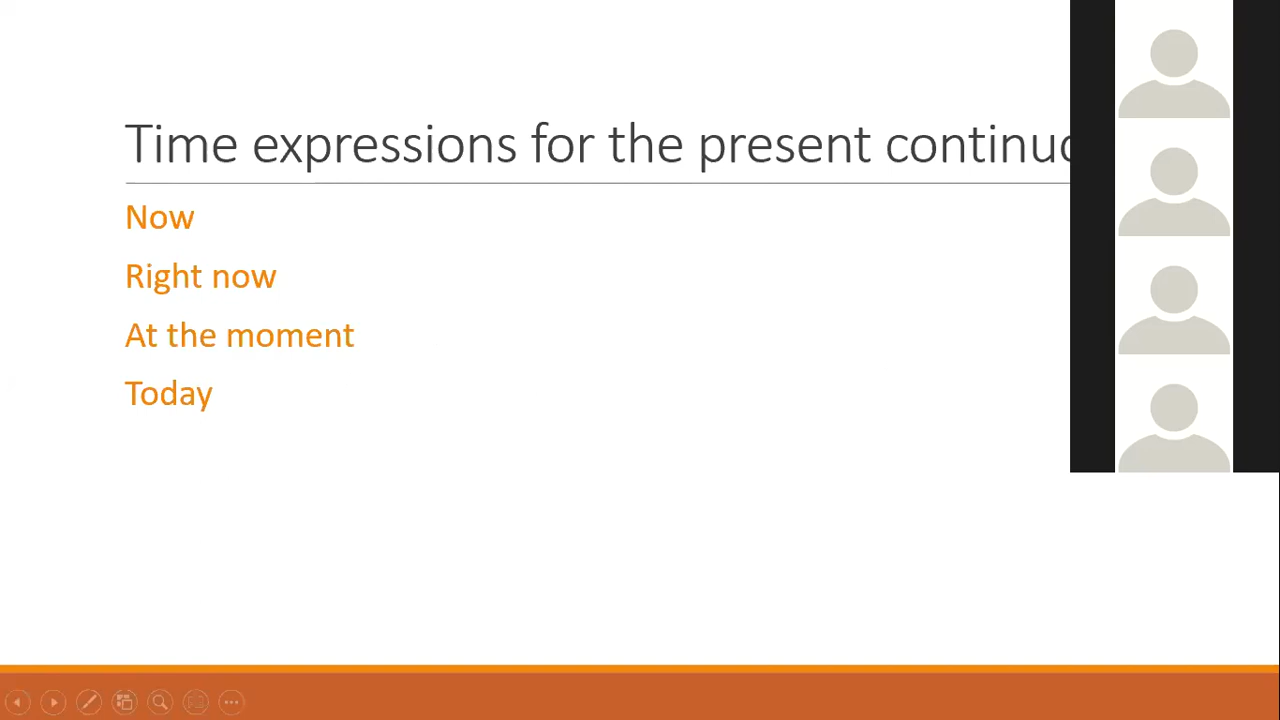 Time expressions for the present continuo
Now
Right now
At the moment
Today